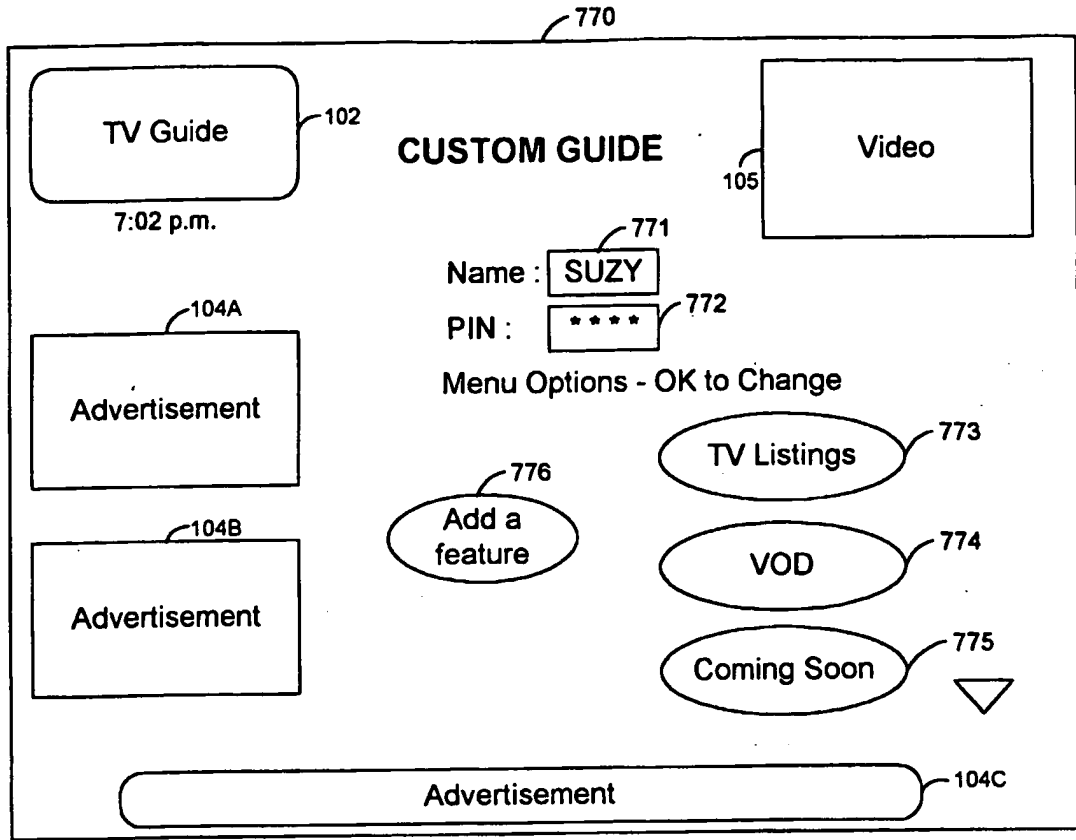 770
TV Guide
102
CUSTOM GUIDE
Video
105
7:02 p.m.
771
Name : SUZY
PIN : * * * *
772
Menu Options - OK to Change
104A
Advertisement
773
TV Listings
776
Add a
feature
104B
Advertisement
774
VOD
775
Coming Soon
Advertisement
104C